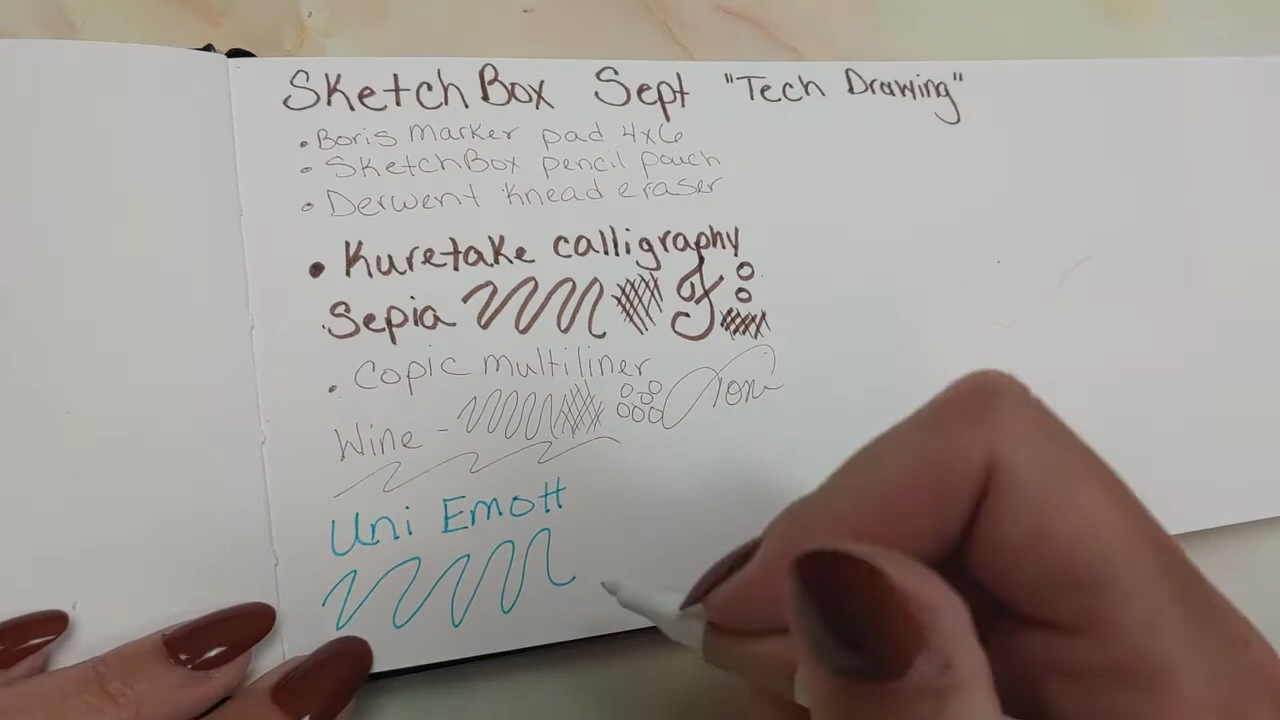 SketchBox Sept "Tech Drawing"
• Boris Marker pad 4x6
• SketchBox pencil pouch
• Derwent Knead eraser
• Kuretake calligraphy
Sepia
• Copic multiliner
Wine - Toni
Uni Emott